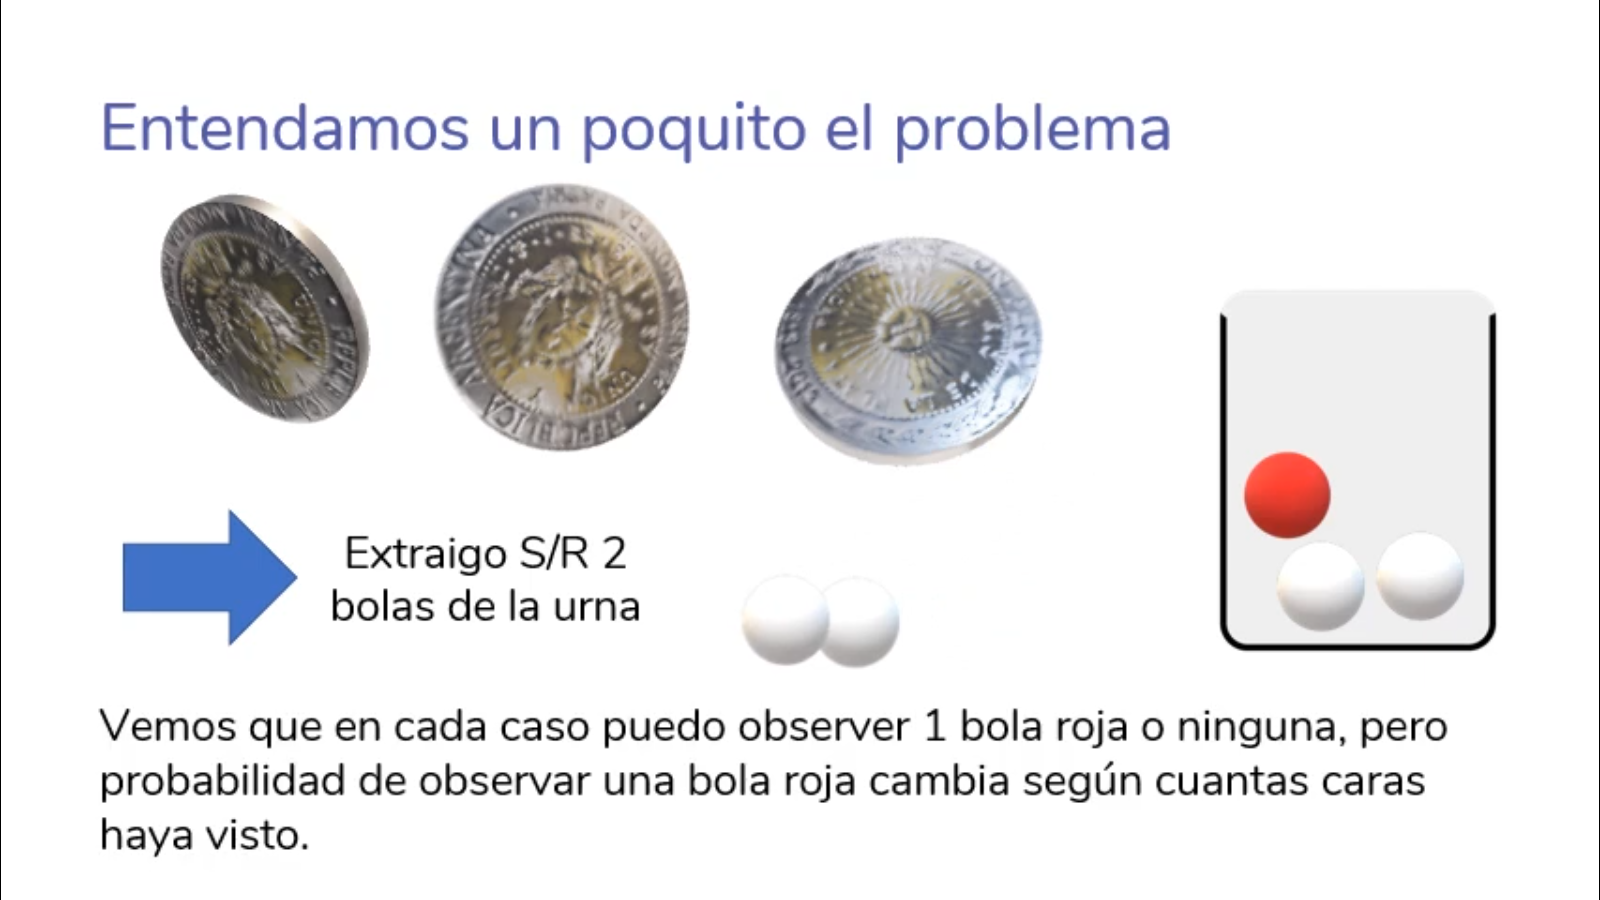 Entendamos un poquito el problema
Extraigo S/R 2
bolas de la urna
Vemos que en cada caso puedo observer 1 bola roja o ninguna, pero
probabilidad de observar una bola roja cambia según cuantas caras
haya visto.